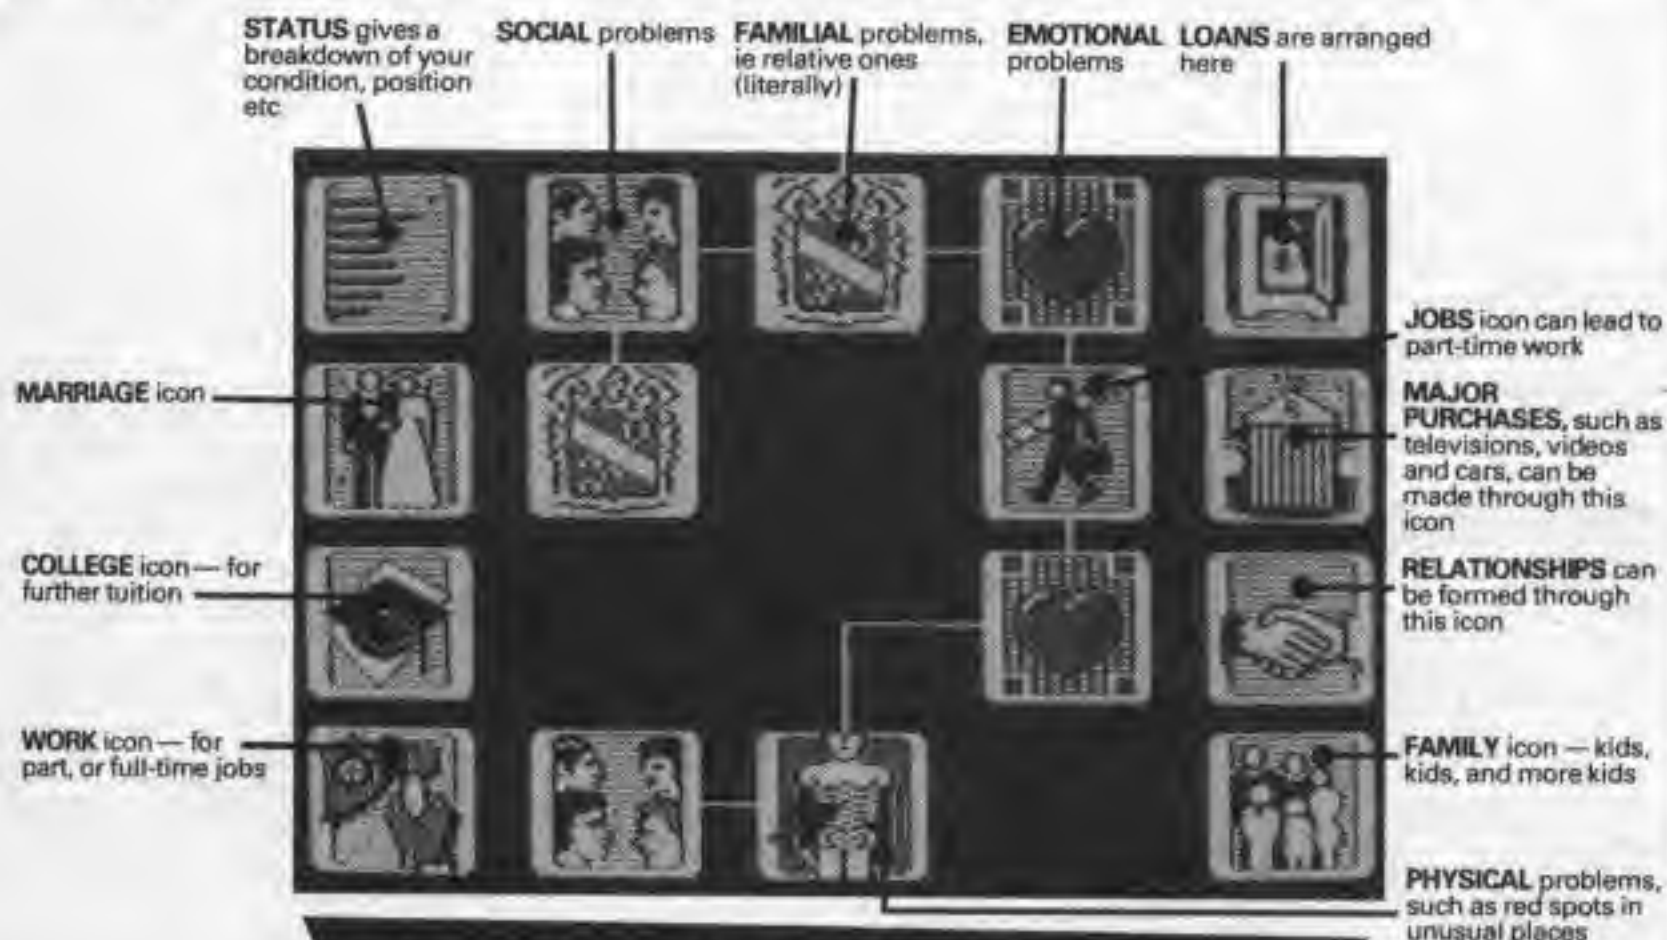 STATUS gives a
breakdown of your
condition, position
etc
SOCIAL problems
FAMILIAL problems,
ie relative ones
(literally)
EMOTIONAL
problems
LOANS are arranged
here
JOBS icon can lead to
part-time work
MARRIAGE icon
MAJOR
PURCHASES, such as
televisions, videos
and cars, can be
made through this
icon
COLLEGE icon — for
further tuition
RELATIONSHIPS can
be formed through
this icon
WORK icon — for
part, or full-time jobs
FAMILY icon — kids,
kids, and more kids
PHYSICAL problems,
such as red spots in
unusual places